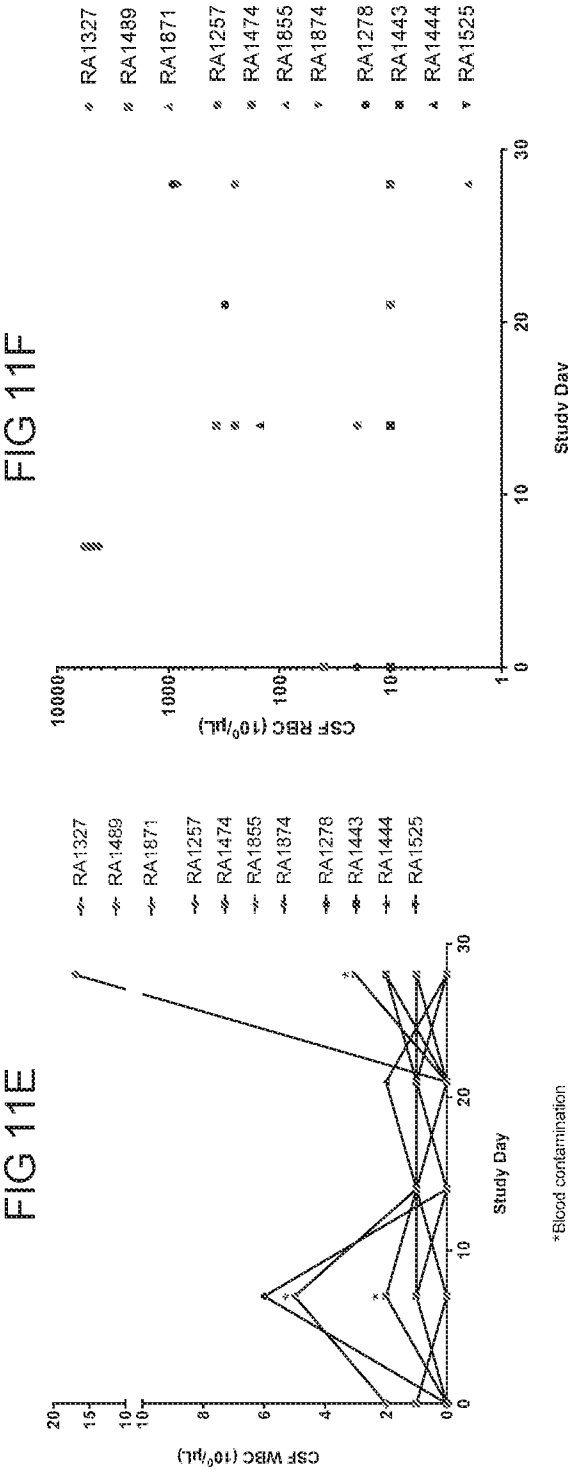 FIG 11E
CSF WBC (10⁰/µL)
20
15
10
10
8
6
4
2
0
0
10
20
30
Study Day
*
*
*
RA1327
RA1489
RA1871
RA1257
RA1474
RA1855
RA1874
RA1278
RA1443
RA1444
RA1525
*Blood contamination
FIG 11F
CSF RBC (10⁰/µL)
10000
1000
100
10
1
0
10
20
30
Study Day
RA1327
RA1489
RA1871
RA1257
RA1474
RA1855
RA1874
RA1278
RA1443
RA1444
RA1525